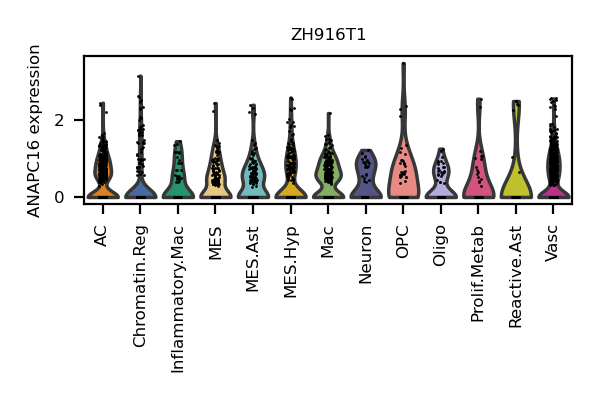 ZH916T1
ANAPC16 expression
2
0
AC
Chromatin.Reg
Inflammatory.Mac
MES
MES.Ast
MES.Hyp
Mac
Neuron
OPC
Oligo
Prolif.Metab
Reactive.Ast
Vasc